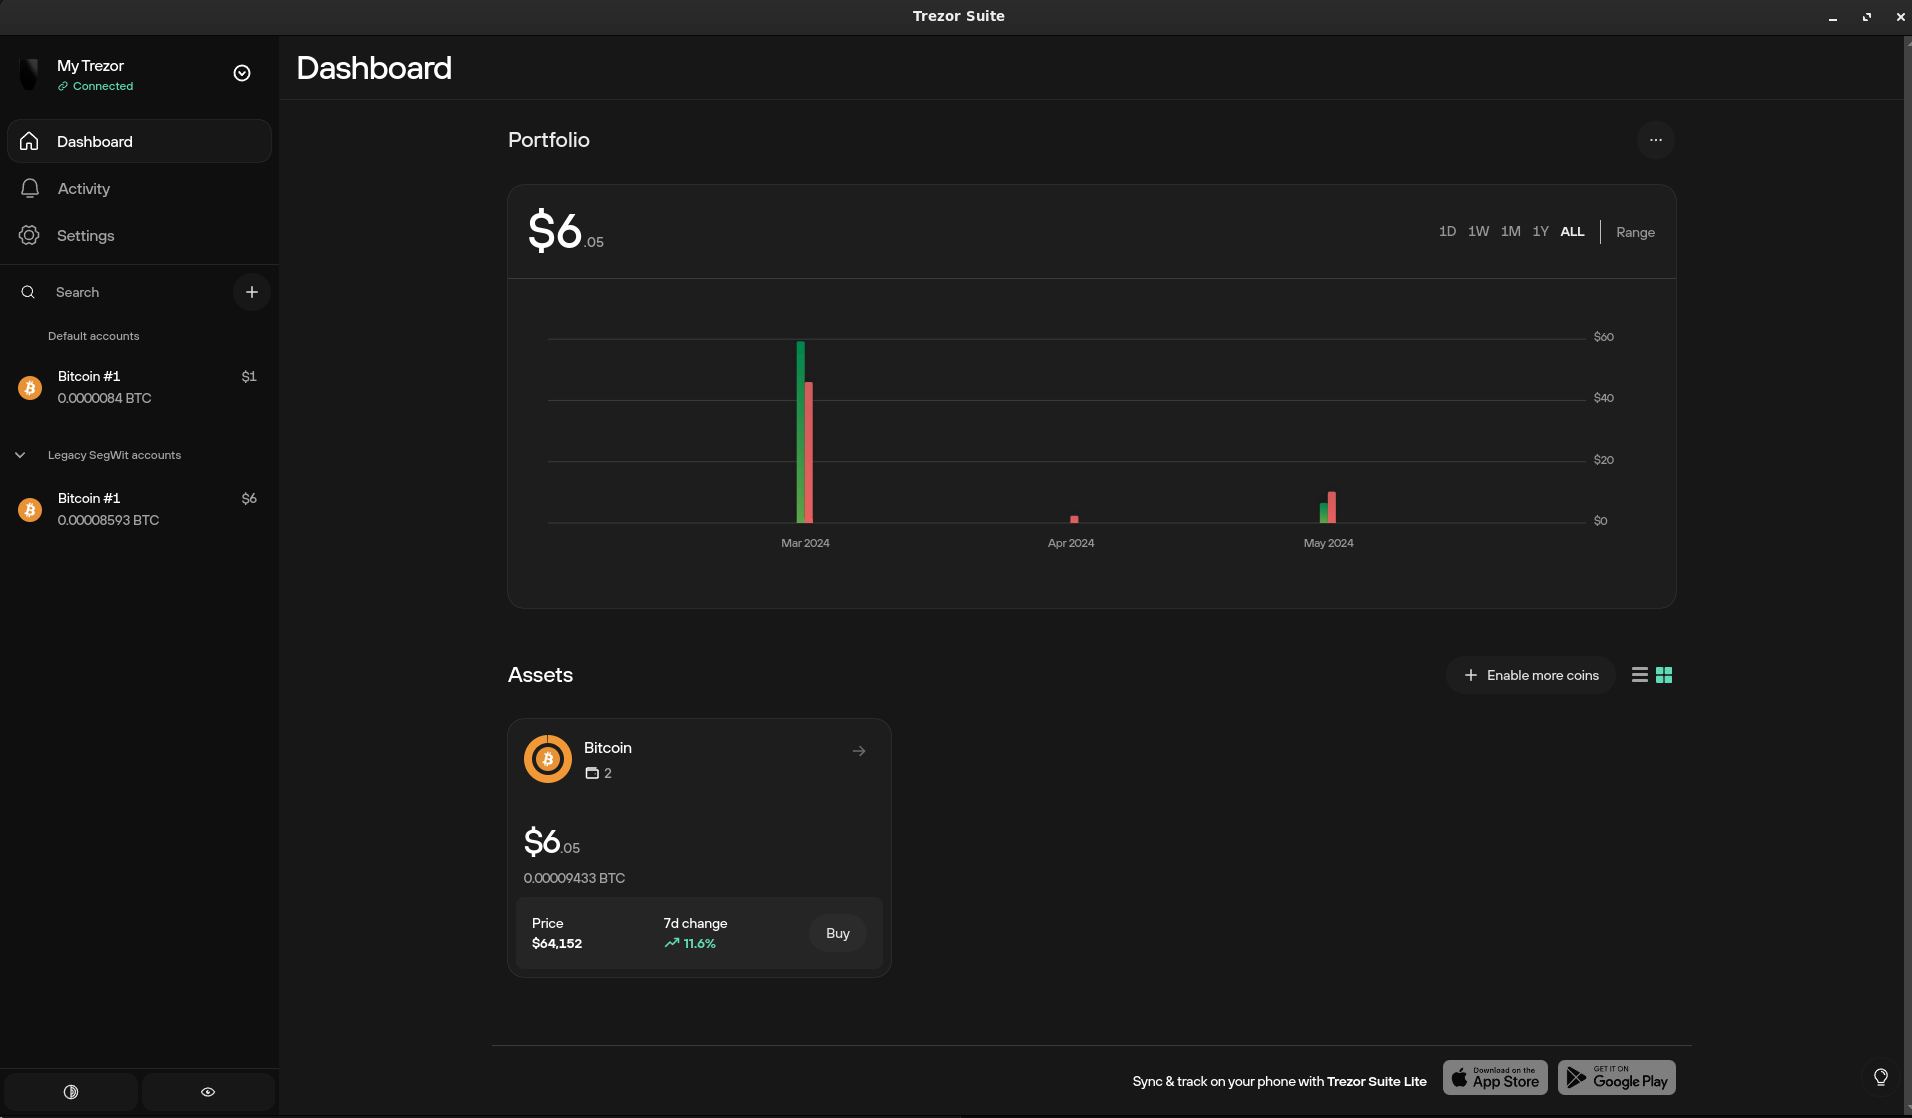 Trezor Suite
My Trezor
Connected
Dashboard
Activity
Settings
Search
Default accounts
Bitcoin #1
$1
0.0000084 BTC
Legacy SegWit accounts
Bitcoin #1
$6
0.00008593 BTC
Dashboard
Portfolio
$6.05
1D 1W 1M 1Y ALL Range
$60
$40
$20
$0
Mar 2024 Apr 2024 May 2024
Assets
Enable more coins
Bitcoin
2
$6.05
0.00009433 BTC
Price
$64,152
7d change
11.6%
Buy
Sync & track on your phone with Trezor Suite Lite
Download on the
App Store
GET IT ON
Google Play